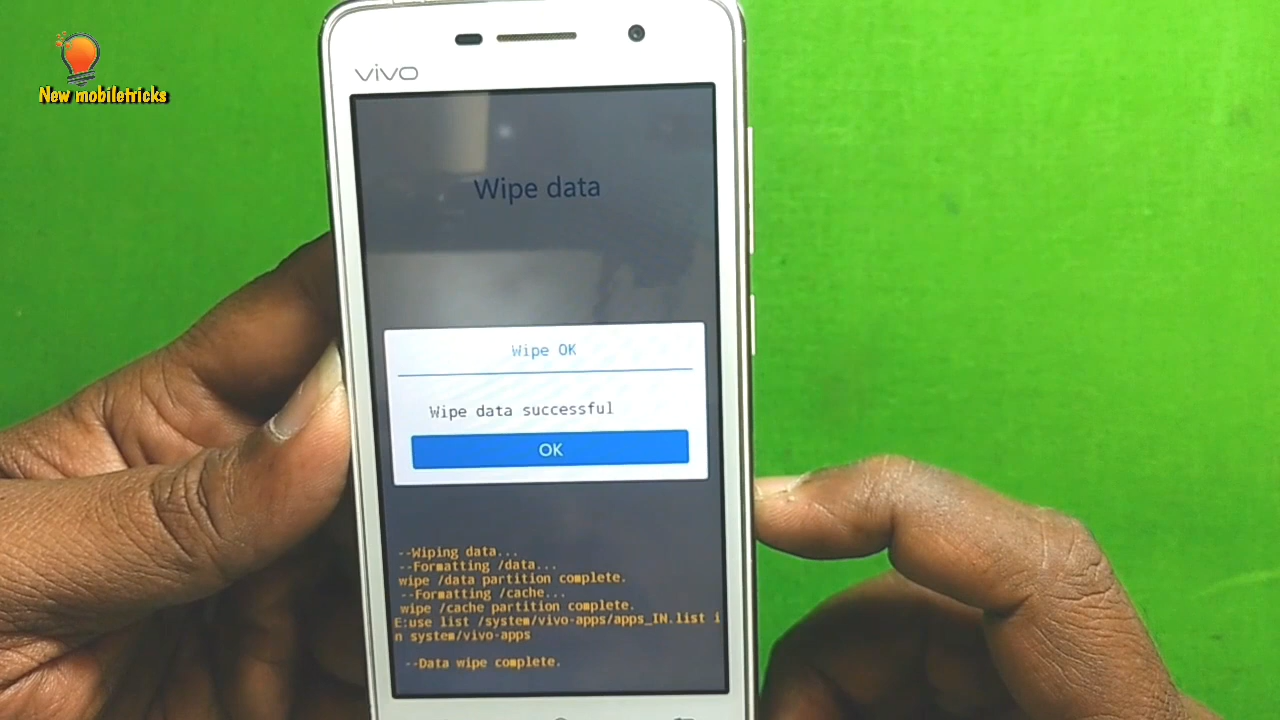 New mobiletricks
vivo
Wipe data
Wipe OK
Wipe data successful
OK
--Wiping data...
--Formatting /data...
wipe /data partition complete.
--Formatting /cache...
wipe /cache partition complete.
E:use list /system/vivo-apps/apps_IN.list i
n system/vivo-apps
--Data wipe complete.